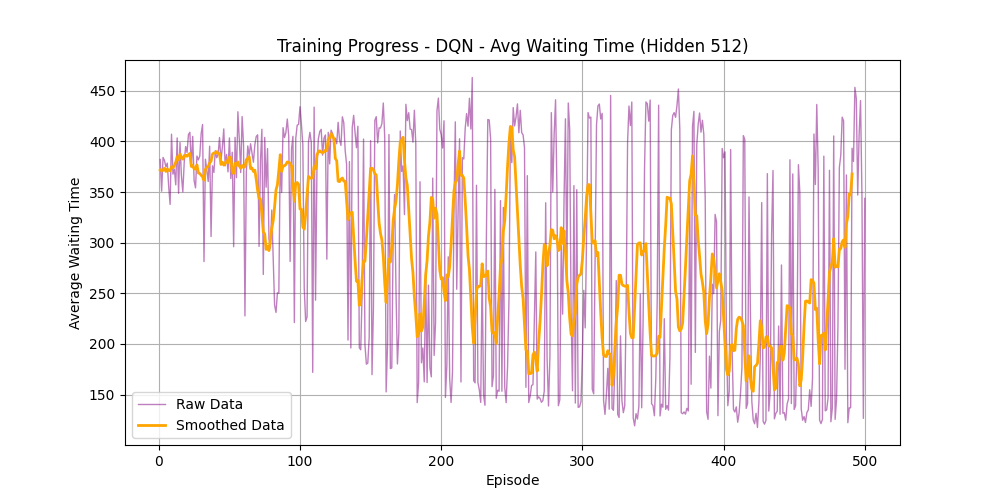 Training Progress - DQN - Avg Waiting Time (Hidden 512)
Average Waiting Time
450
400
350
300
250
200
150
Raw Data
Smoothed Data
0 100 200 300 400 500
Episode